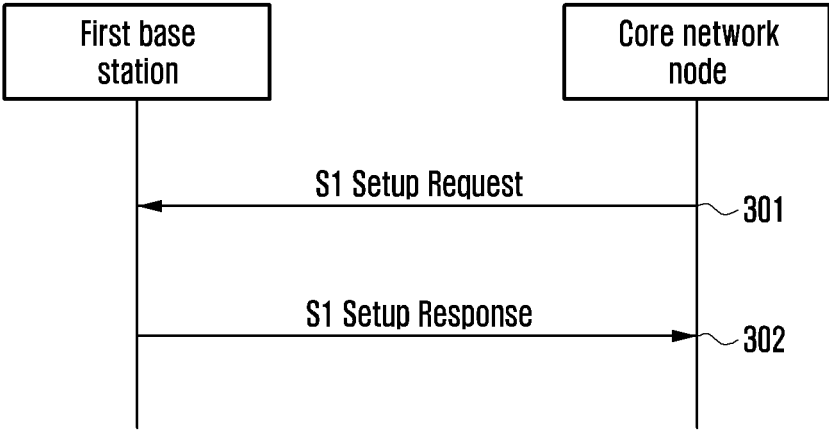 First base
station
Core network
node
S1 Setup Request
301
S1 Setup Response
302